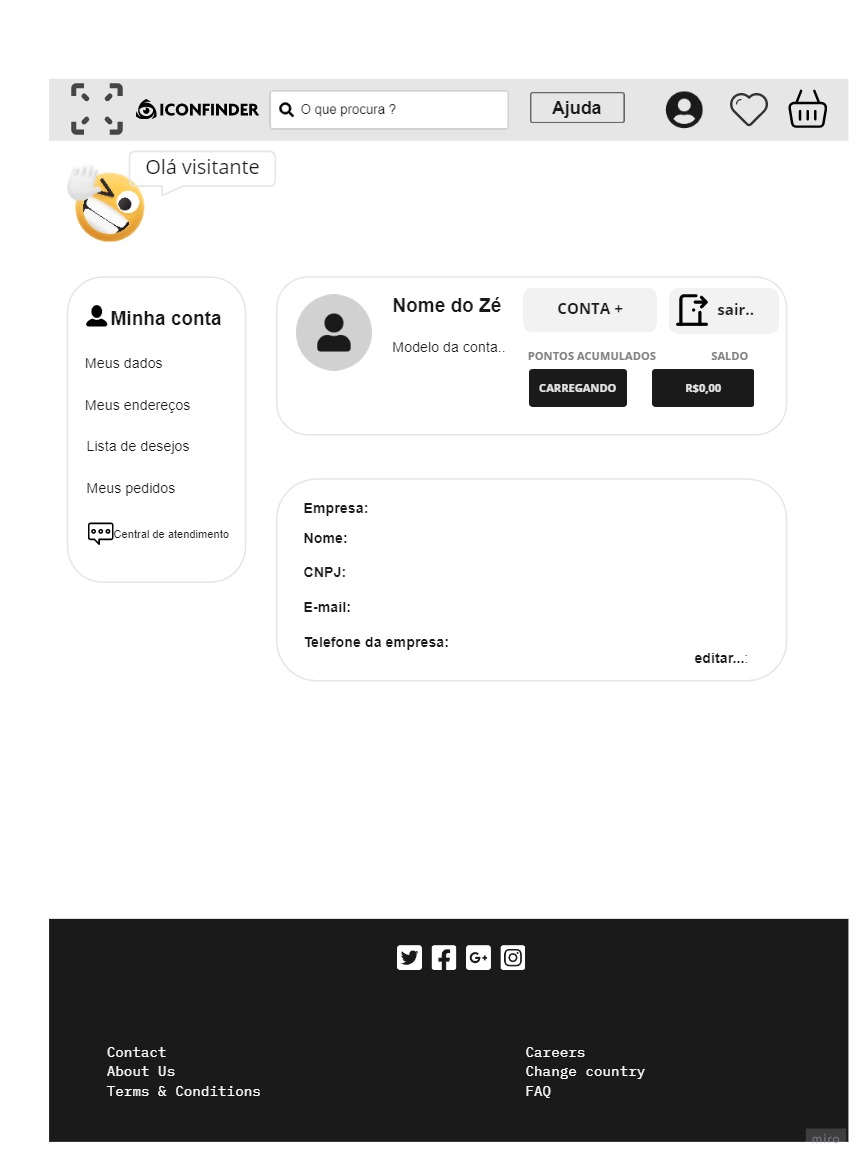 ICONFINDER
O que procura ?
Ajuda
Olá visitante
Minha conta
Meus dados
Meus endereços
Lista de desejos
Meus pedidos
Central de atendimento
Nome do Zé
Modelo da conta..
CONTA +
sair..
PONTOS ACUMULADOS
SALDO
CARREGANDO
R$0,00
Empresa:
Nome:
CNPJ:
E-mail:
Telefone da empresa:
editar...:
G+
Contact
About Us
Terms & Conditions
Careers
Change country
FAQ
miro